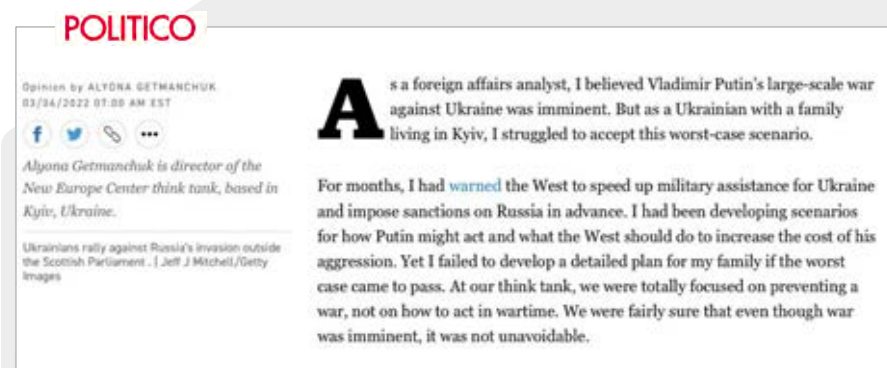 POLITICO
Opinion by ALYONA GETMANCHUK
03/04/2022 07:00 AM EST
Alyona Getmanchuk is director of the
New Europe Center think tank, based in
Kyiv, Ukraine.
Ukrainians rally against Russia's invasion outside
the Scottish Parliament . | Jeff J Mitchell/Getty
Images
As a foreign affairs analyst, I believed Vladimir Putin's large-scale war
against Ukraine was imminent. But as a Ukrainian with a family
living in Kyiv, I struggled to accept this worst-case scenario.
For months, I had warned the West to speed up military assistance for Ukraine
and impose sanctions on Russia in advance. I had been developing scenarios
for how Putin might act and what the West should do to increase the cost of his
aggression. Yet I failed to develop a detailed plan for my family if the worst
case came to pass. At our think tank, we were totally focused on preventing a
war, not on how to act in wartime. We were fairly sure that even though war
was imminent, it was not unavoidable.